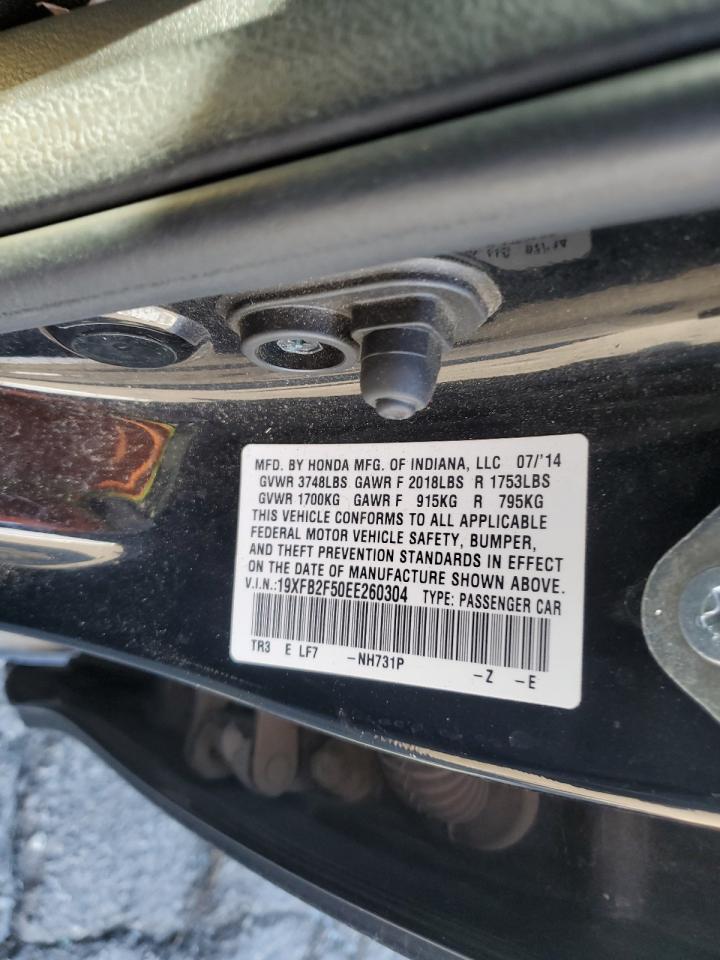 MFD. BY HONDA MFG. OF INDIANA, LLC 07/'14
GVWR 3748LBS GAWR F 2018LBS R 1753LBS
GVWR 1700KG GAWR F 915KG R 795KG
THIS VEHICLE CONFORMS TO ALL APPLICABLE
FEDERAL MOTOR VEHICLE SAFETY, BUMPER,
AND THEFT PREVENTION STANDARDS IN EFFECT
ON THE DATE OF MANUFACTURE SHOWN ABOVE.
V.I.N.:19XFB2F50EE260304 TYPE: PASSENGER CAR
TR3 E LF7 -NH731P -Z -E